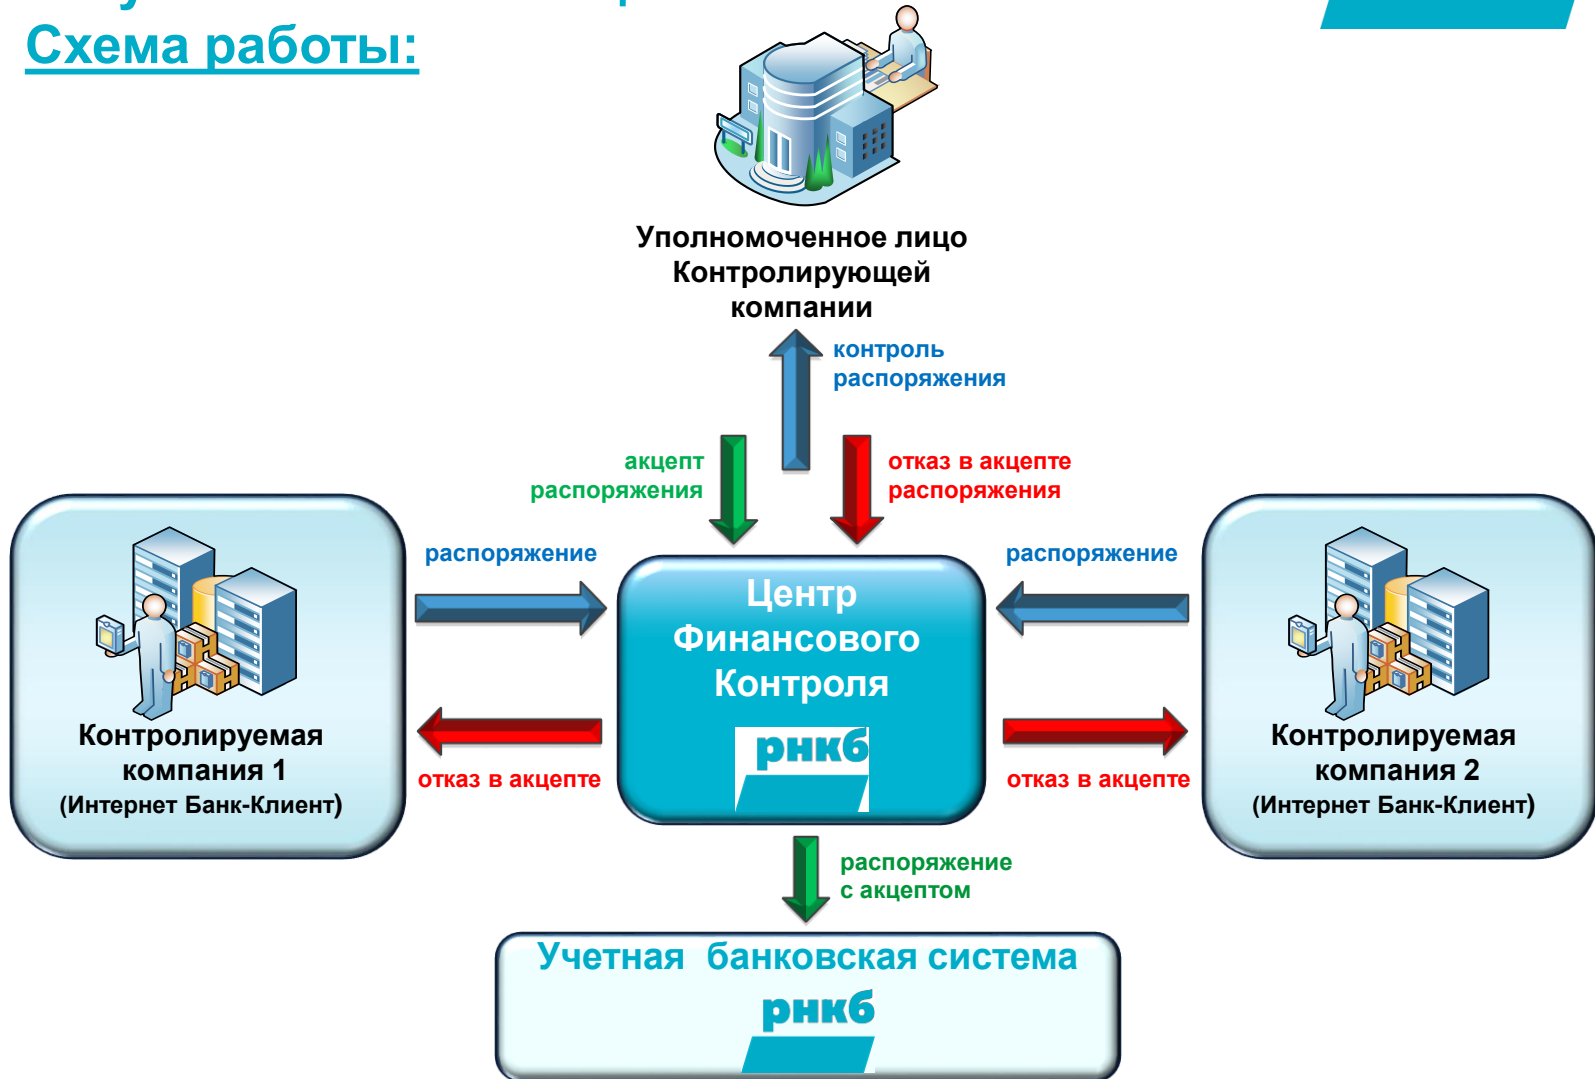 Схема работы:
Уполномоченное лицо
Контролирующей
компании
контроль
распоряжения
акцепт
распоряжения
отказ в акцепте
распоряжения
распоряжение
распоряжение
Центр
Финансового
Контроля
рнкб
Контролируемая
компания 1
(Интернет Банк-Клиент)
отказ в акцепте
отказ в акцепте
Контролируемая
компания 2
(Интернет Банк-Клиент)
распоряжение
с акцептом
Учетная банковская система
рнкб